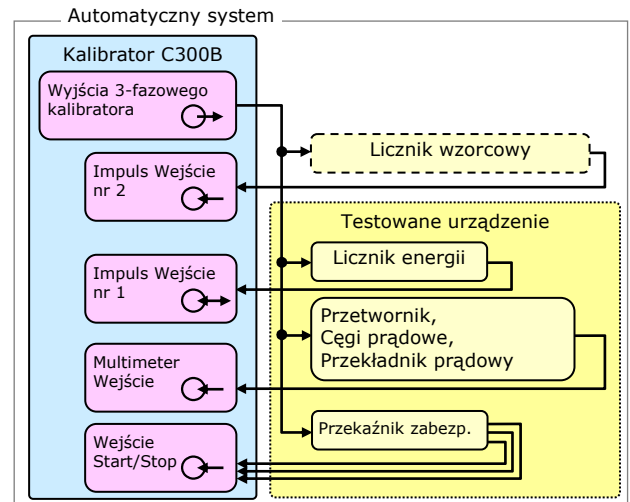 Automatyczny system
Kalibrator C300B
Wyjścia 3-fazowego
kalibratora
Impuls Wejście
nr 2
Impuls Wejście
nr 1
Multimeter
Wejście
Wejście
Start/Stop
Licznik wzorcowy
Testowane urządzenie
Licznik energii
Przetwornik,
Cęgi prądowe,
Przekładnik prądowy
Przekaźnik zabezp.